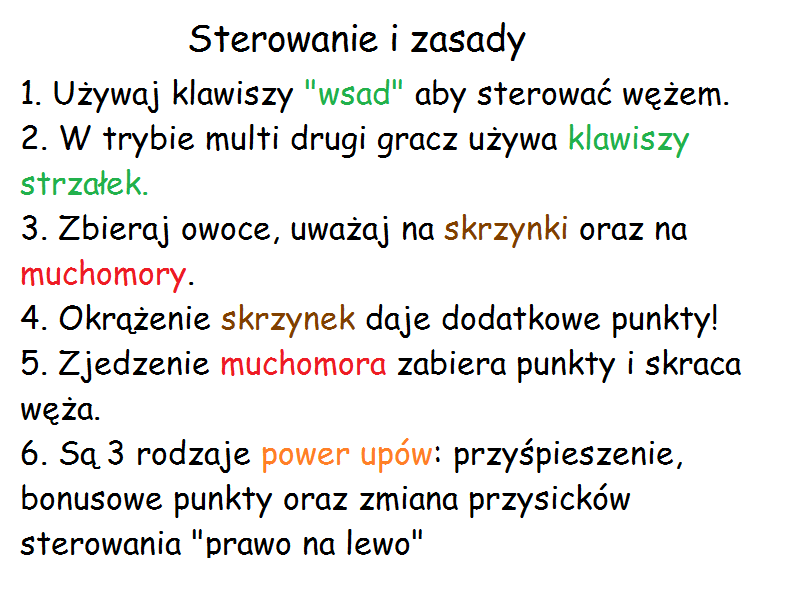 Sterowanie i zasady
1. Używaj klawiszy "wsad" aby sterować wężem.
2. W trybie multi drugi gracz używa klawiszy
strzałek.
3. Zbieraj owoce, uważaj na skrzynki oraz na
muchomory.
4. Okrążenie skrzynek daje dodatkowe punkty!
5. Zjedzenie muchomora zabiera punkty i skraca
węża.
6. Są 3 rodzaje power upów: przyśpieszenie,
bonusowe punkty oraz zmiana przysicków
sterowania "prawo na lewo"